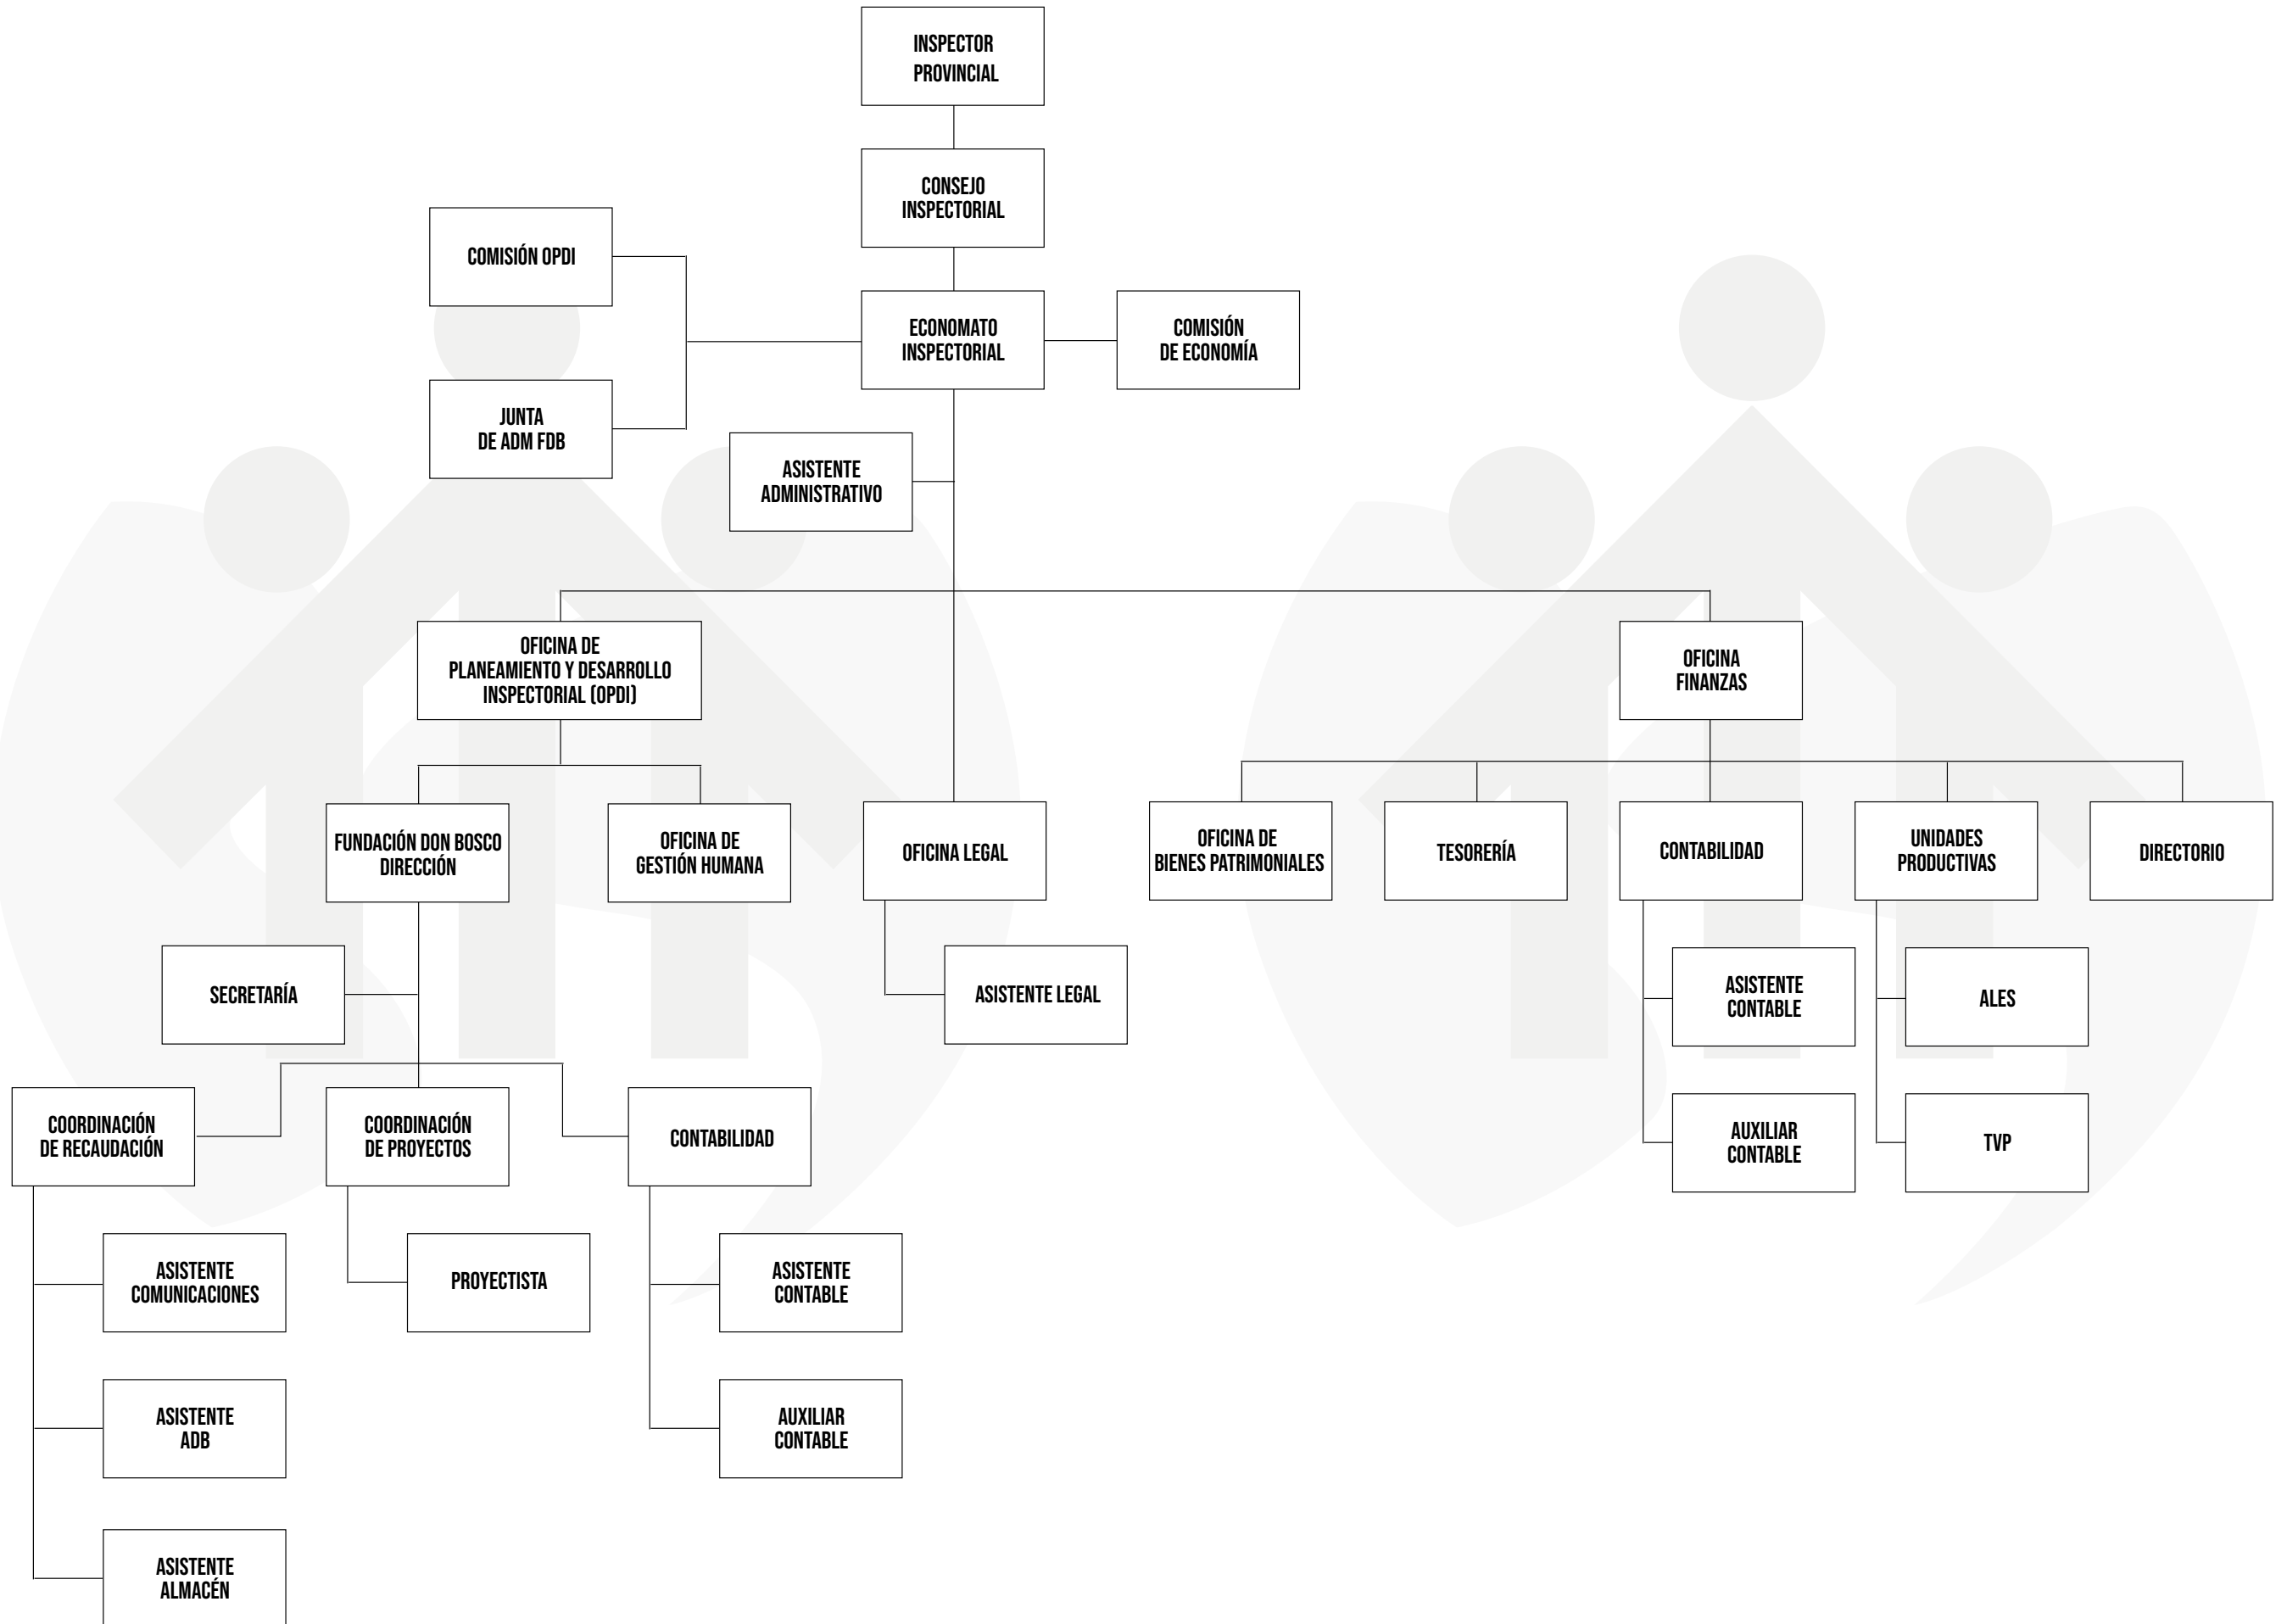 INSPECTOR
PROVINCIAL
CONSEJO
INSPECTORIAL
COMISIÓN OPDI
ECONOMATO
INSPECTORIAL
COMISIÓN
DE ECONOMÍA
JUNTA
DE ADM FDB
ASISTENTE
ADMINISTRATIVO
OFICINA DE
PLANEAMIENTO Y DESARROLLO
INSPECTORIAL (OPDI)
OFICINA
FINANZAS
FUNDACIÓN DON BOSCO
DIRECCIÓN
OFICINA DE
GESTIÓN HUMANA
OFICINA LEGAL
OFICINA DE
BIENES PATRIMONIALES
TESORERÍA
CONTABILIDAD
UNIDADES
PRODUCTIVAS
DIRECTORIO
SECRETARÍA
ASISTENTE LEGAL
ASISTENTE
CONTABLE
ALES
COORDINACIÓN
DE RECAUDACIÓN
COORDINACIÓN
DE PROYECTOS
CONTABILIDAD
AUXILIAR
CONTABLE
TVP
ASISTENTE
COMUNICACIONES
PROYECTISTA
ASISTENTE
CONTABLE
ASISTENTE
ADB
AUXILIAR
CONTABLE
ASISTENTE
ALMACÉN